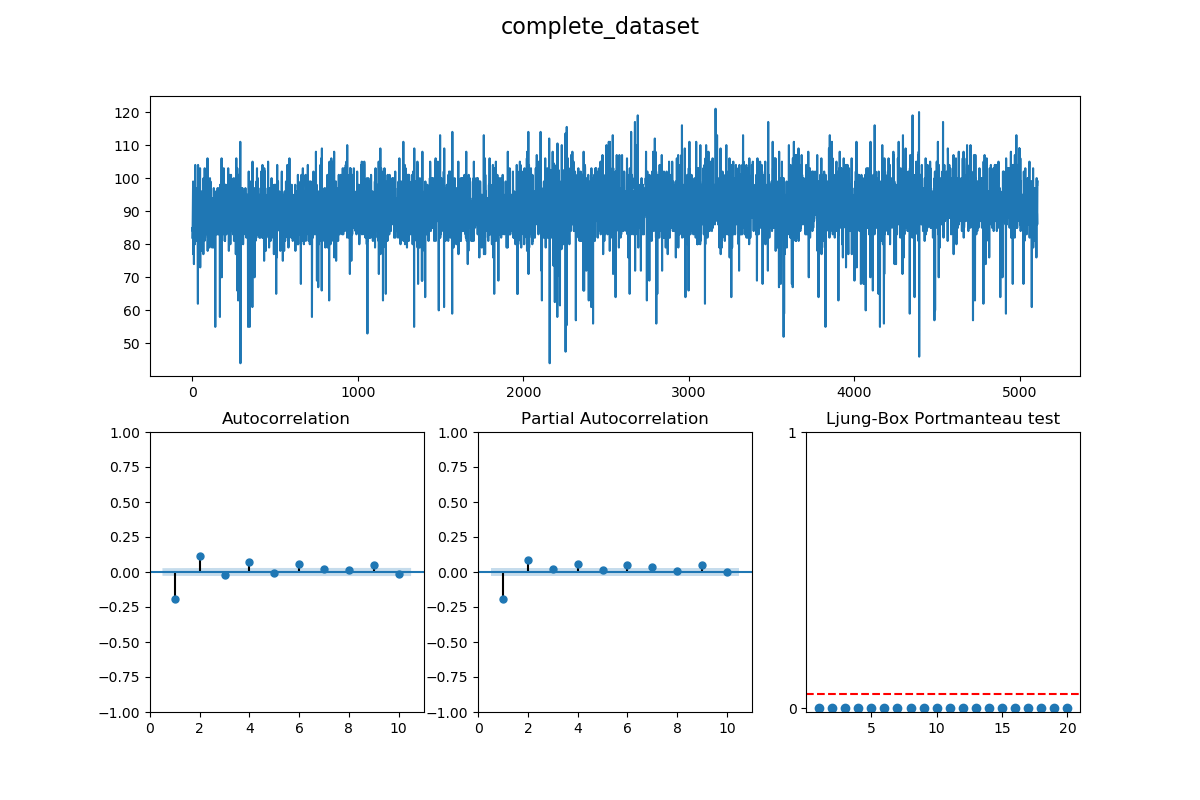 complete_dataset
120
110
100
90
80
70
60
50
0 1000 2000 3000 4000 5000
Autocorrelation Partial Autocorrelation Ljung-Box Portmanteau test
1.00 1.00 1
0.75 0.75
0.50 0.50
0.25 0.25
0.00 0.00
−0.25 −0.25
−0.50 −0.50
−0.75 −0.75
−1.00 −1.00 0
0 2 4 6 8 10 0 2 4 6 8 10 5 10 15 20